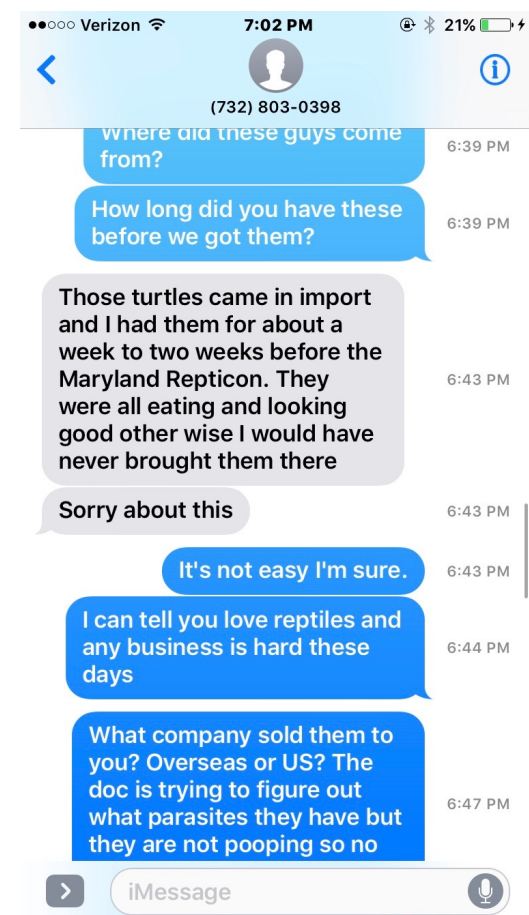 Verizon 7:02 PM 21%
(732) 803-0398
Where did these guys come
from?
6:39 PM
How long did you have these
before we got them?
6:39 PM
Those turtles came in import
and I had them for about a
week to two weeks before the
Maryland Repticon. They
were all eating and looking
good other wise I would have
never brought them there
6:43 PM
Sorry about this
6:43 PM
It's not easy I'm sure.
6:43 PM
I can tell you love reptiles and
any business is hard these
days
6:44 PM
What company sold them to
you? Overseas or US? The
doc is trying to figure out
what parasites they have but
they are not pooping so no
6:47 PM
iMessage